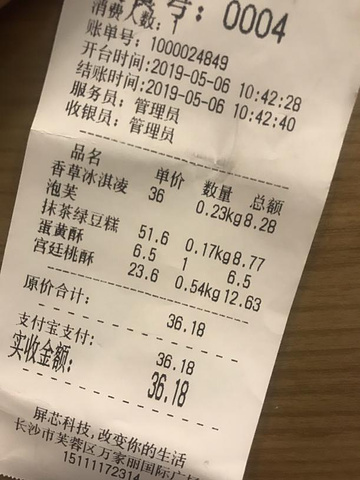 号：0004
消费人数：1
账单号：1000024849
开台时间:2019-05-06 10:42:28
结账时间:2019-05-06 10:42:40
服务员：管理员
收银员：管理员
品名 单价 数量 总额
香草冰淇凌泡芙 36 0.23kg 8.28
抹茶绿豆糕 51.6 0.17kg 8.77
蛋黄酥 6.5 1 6.5
宫廷桃酥 23.6 0.54kg 12.63
原价合计： 36.18
支付宝支付： 36.18
实收金额： 36.18
屏芯科技,改变你的生活
长沙市芙蓉区万家丽国际广场
15111172314